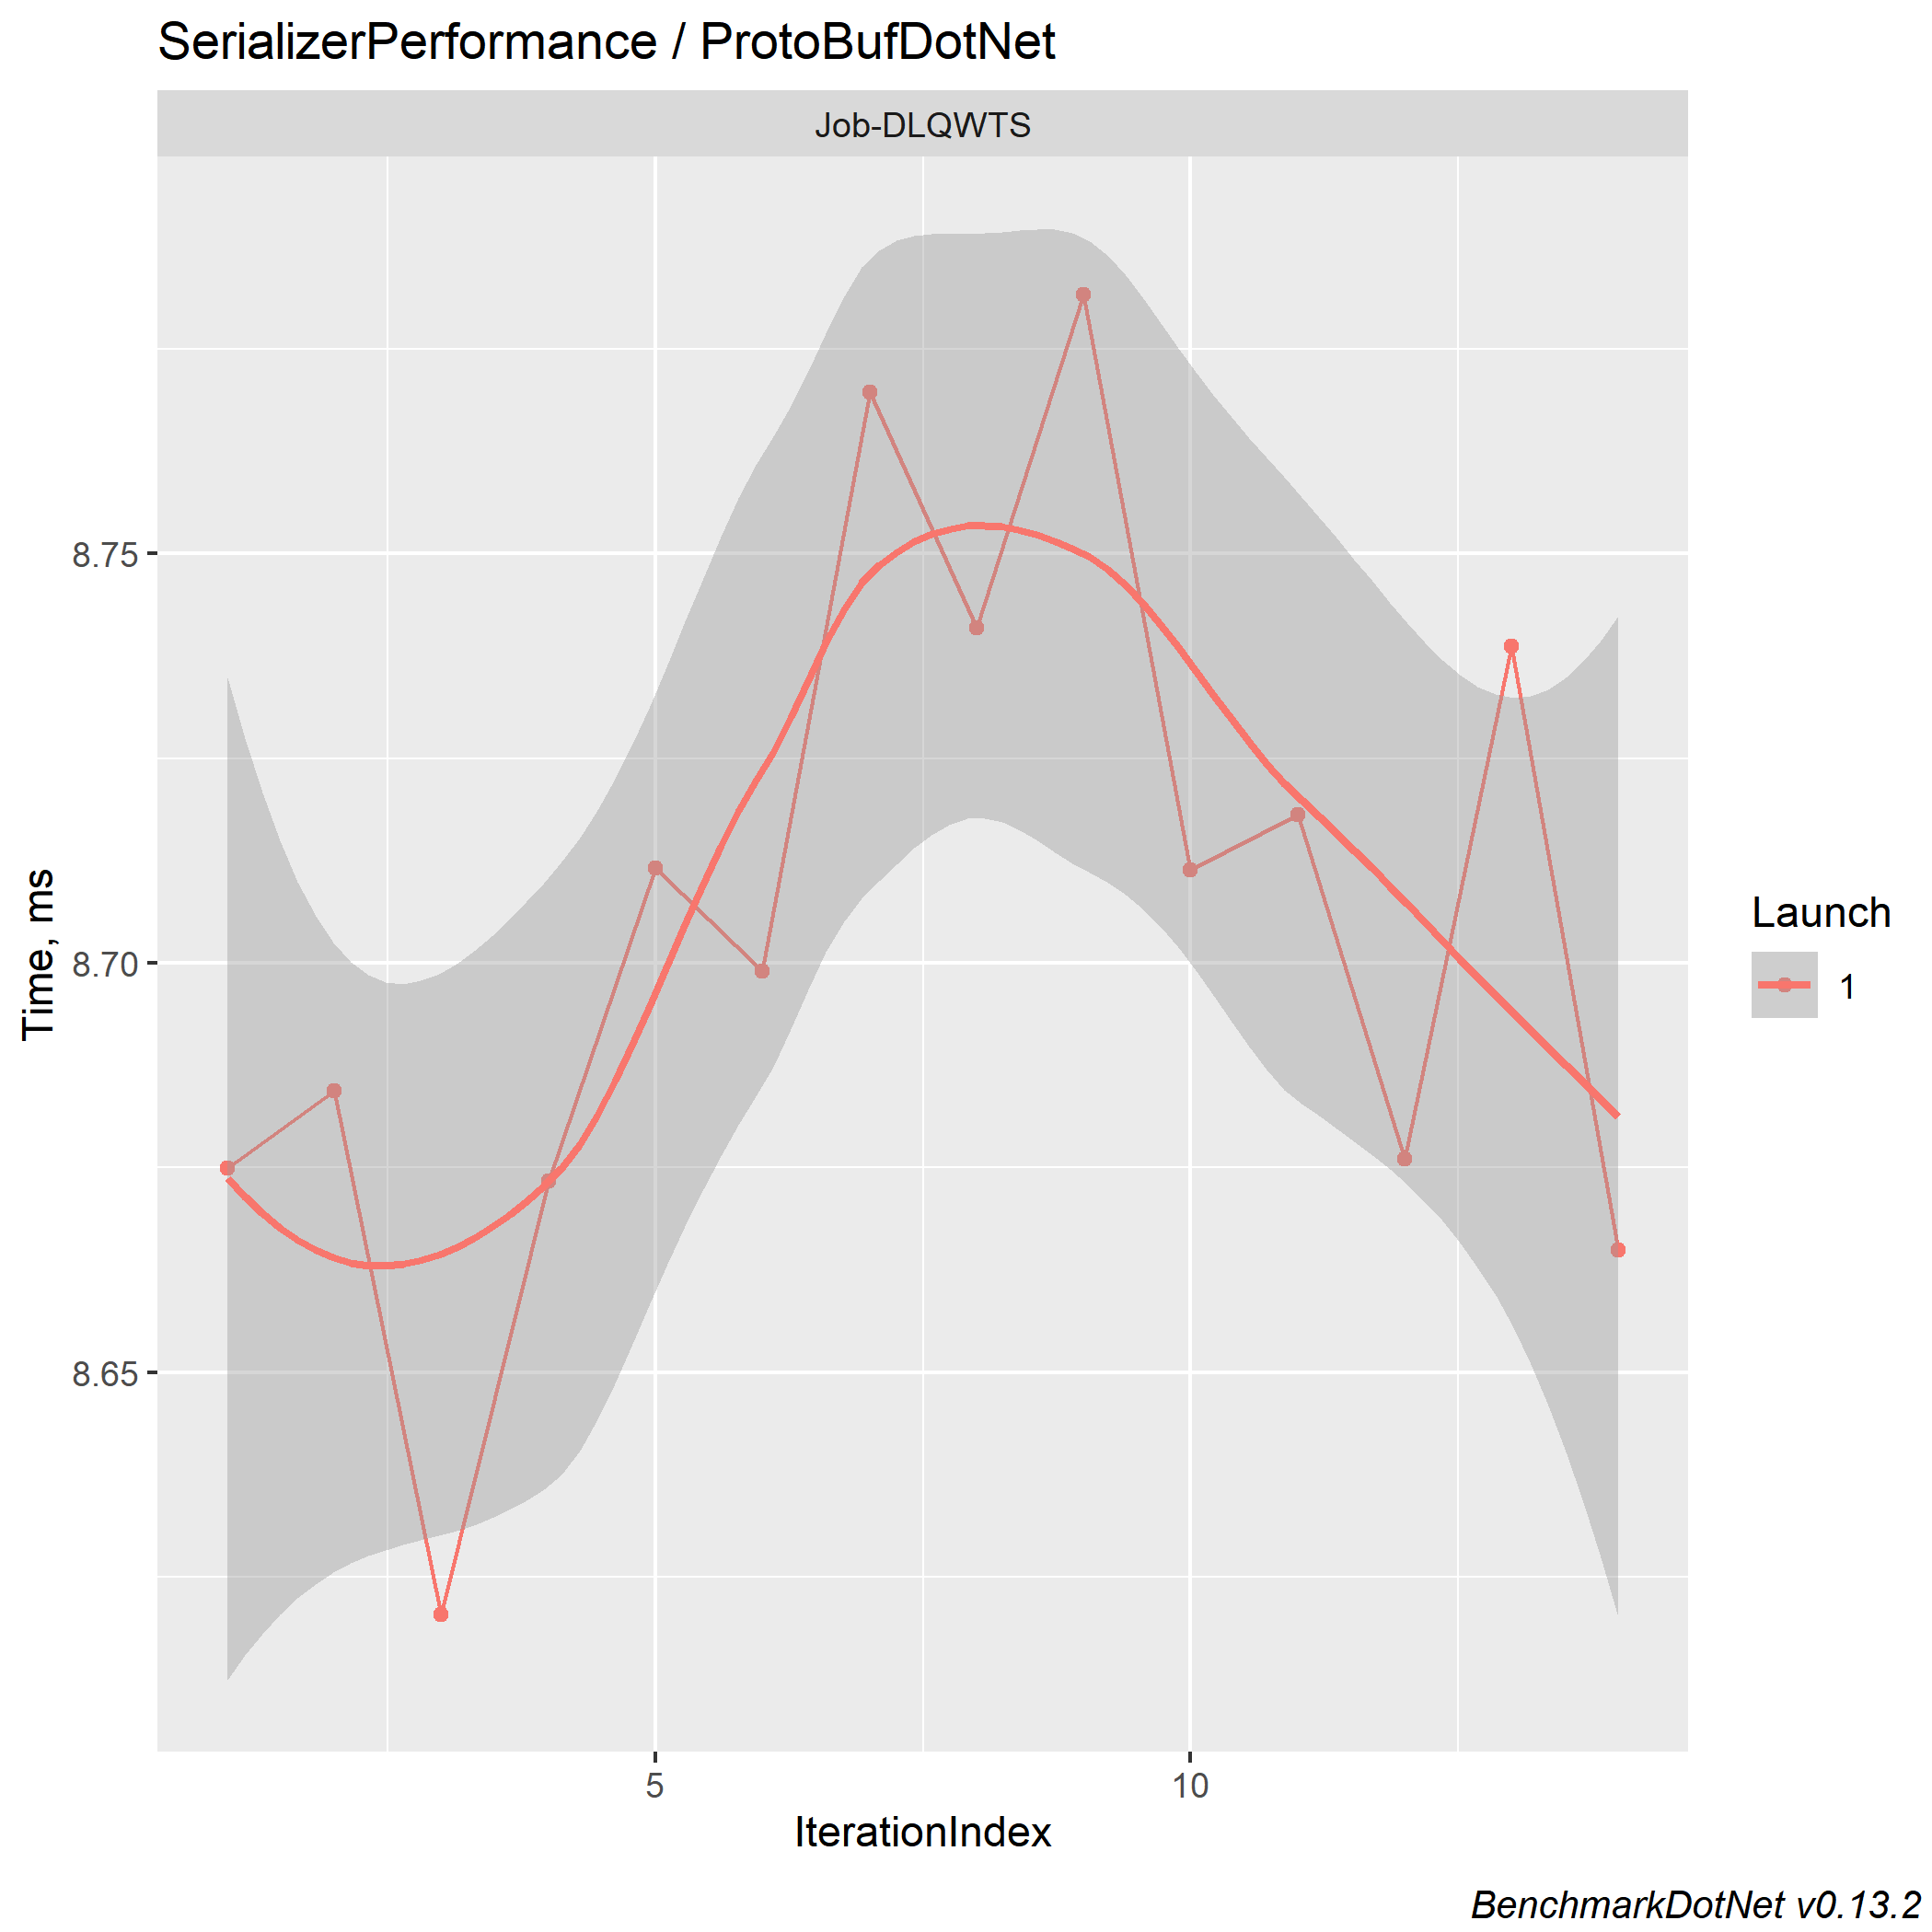 SerializerPerformance / ProtoBufDotNet
Job-DLQWTS
Time, ms
8.75
8.70
8.65
5
10
IterationIndex
Launch
1
BenchmarkDotNet v0.13.2